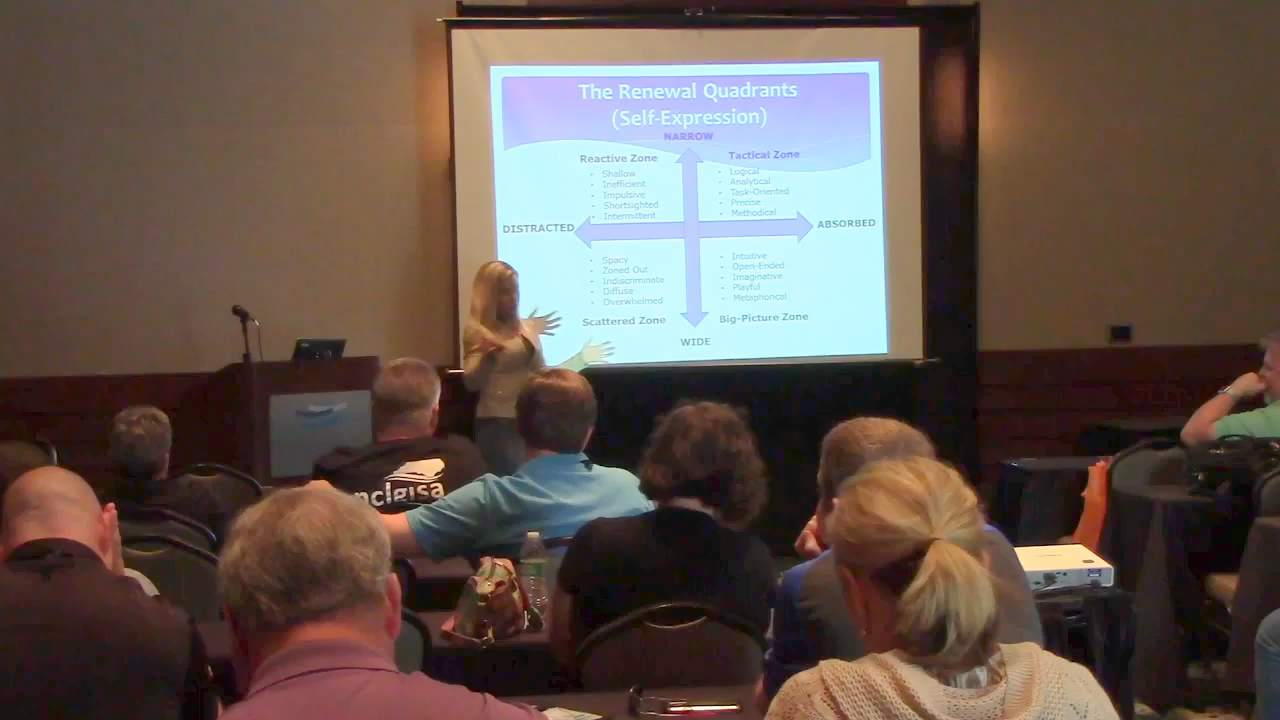 The Renewal Quadrants
(Self-Expression)
NARROW
Reactive Zone
• Shallow
• Inefficient
• Impulsive
• Shortsighted
• Intermittent
Tactical Zone
• Logical
• Analytical
• Task-Oriented
• Precise
• Methodical
DISTRACTED
ABSORBED
• Spacy
• Zoned Out
• Indiscriminate
• Diffuse
• Overwhelmed
Scattered Zone
• Intuitive
• Open-Ended
• Imaginative
• Playful
• Metaphorical
Big-Picture Zone
WIDE
nclgisa